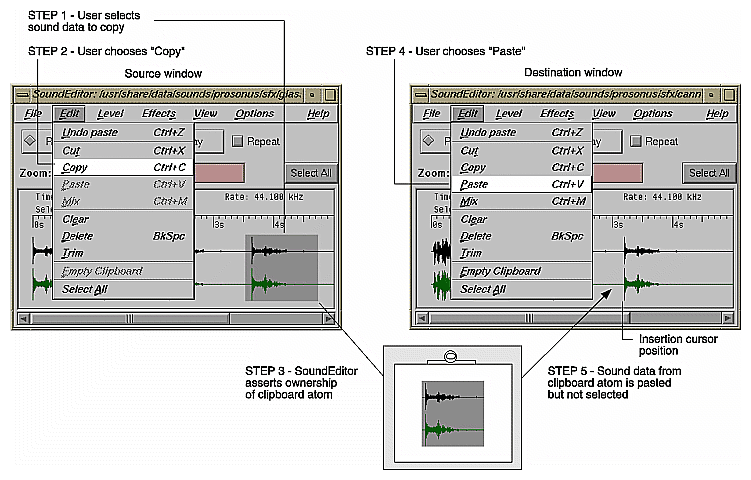 STEP 1 - User selects
sound data to copy
STEP 2 - User chooses "Copy"
STEP 4 - User chooses "Paste"
Source window
Destination window
SoundEditor: /usr/share/data/sounds/prosonus/sfx/glas
File Edit Level Effects View Options Help
Undo paste Ctrl+Z
Cut Ctrl+X
Copy Ctrl+C
Paste Ctrl+V
Mix Ctrl+M
Clear
Delete BkSpc
Trim
Empty Clipboard
Select All
Repeat
Zoom:
Select All
Rate: 44.100 KHz
0s 3s 4s
SoundEditor: /usr/share/data/sounds/prosonus/sfx/cann
File Edit Level Effects View Options Help
Undo paste Ctrl+Z
Cut Ctrl+X
Copy Ctrl+C
Paste Ctrl+V
Mix Ctrl+M
Clear
Delete BkSpc
Trim
Empty Clipboard
Select All
Repeat
Zoom:
Select All
Rate: 44.100 KHz
0s 3s 4s
Insertion cursor
position
STEP 3 - SoundEditor
asserts ownership
of clipboard atom
STEP 5 - Sound data from
clipboard atom is pasted
but not selected